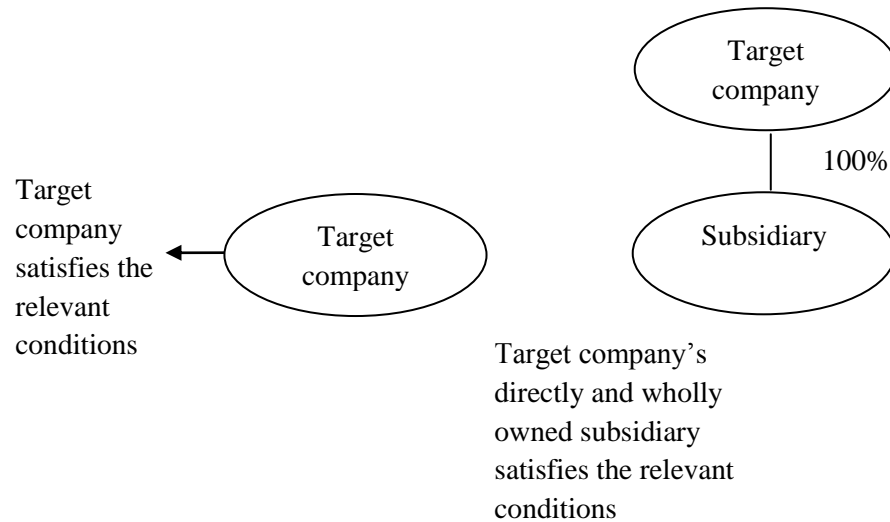 Target
company
satisfies the
relevant
conditions
Target
company
Target
company
100%
Subsidiary
Target company’s
directly and wholly
owned subsidiary
satisfies the relevant
conditions